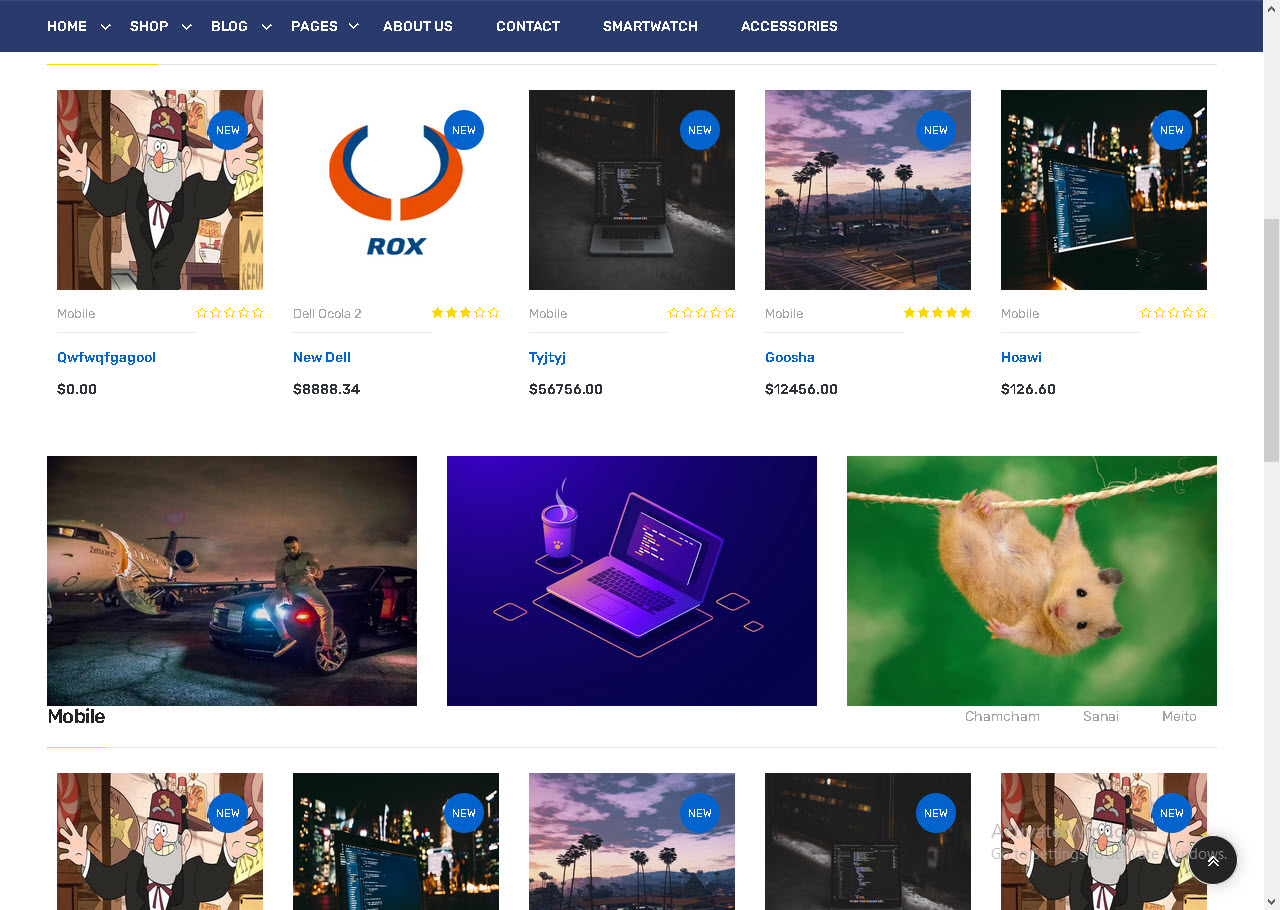 HOME SHOP BLOG PAGES ABOUT US CONTACT SMARTWATCH ACCESSORIES
NEW NEW NEW NEW NEW
ROX
Mobile Dell Ocola 2 Mobile Mobile Mobile
Qwfwqfgagool New Dell Tyjtyj Goosha Hoawi
$0.00 $8888.34 $56756.00 $12456.00 $126.60
Mobile Chamcham Sanai Meito
NEW NEW NEW NEW NEW
Activate Windows
Go to Settings to activate Windows.